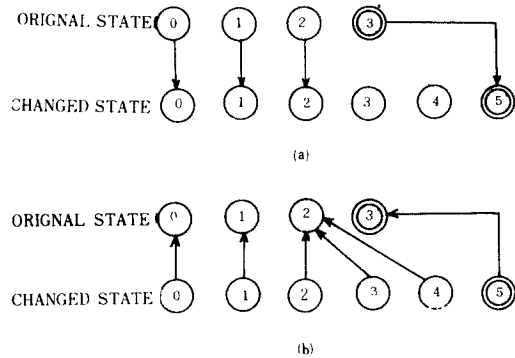 ORIGNAL STATE 0 1 2 3
CHANGED STATE 0 1 2 3 4 5
(a)
ORIGNAL STATE 0 1 2 3
CHANGED STATE 0 1 2 3 4 5
(b)